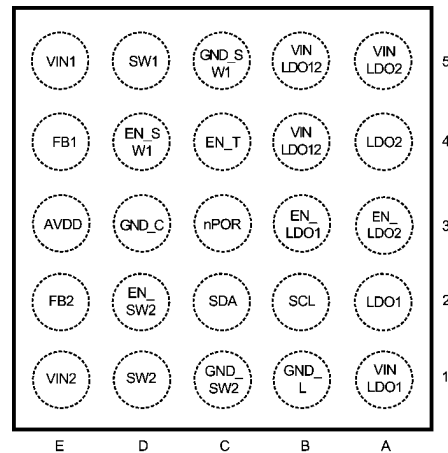 VIN1
SW1
GND_S
W1
VIN
LDO12
VIN
LDO2
5
FB1
EN_S
W1
EN_T
VIN
LDO12
LDO2
4
AVDD
GND_C
nPOR
EN_
LDO1
EN_
LDO2
3
FB2
EN_
SW2
SDA
SCL
LDO1
2
VIN2
SW2
GND_
SW2
GND_
L
VIN
LDO1
1
E D C B A